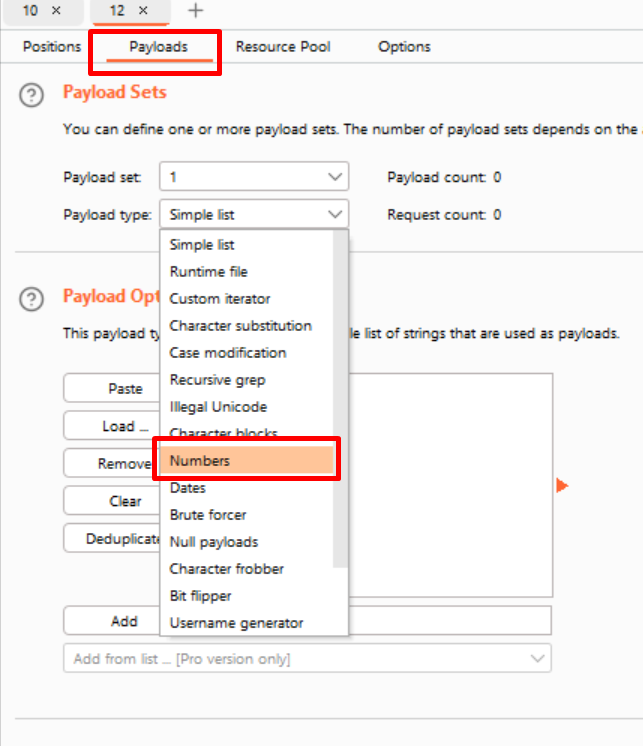 10 × 12 × +
Positions Payloads Resource Pool Options
? Payload Sets
You can define one or more payload sets. The number of payload sets depends on the
Payload set: 1 Payload count: 0
Payload type: Simple list Request count: 0
Simple list
Runtime file
Custom iterator
? Payload Opt
Character substitution
This payload ty le list of strings that are used as payloads.
Case modification
Recursive grep
Paste
Illegal Unicode
Load ...
Character blocks
Remove Numbers
Dates
Clear
Brute forcer
Deduplicate
Null payloads
Character frobber
Bit flipper
Add Username generator
Add from list ... [Pro version only]